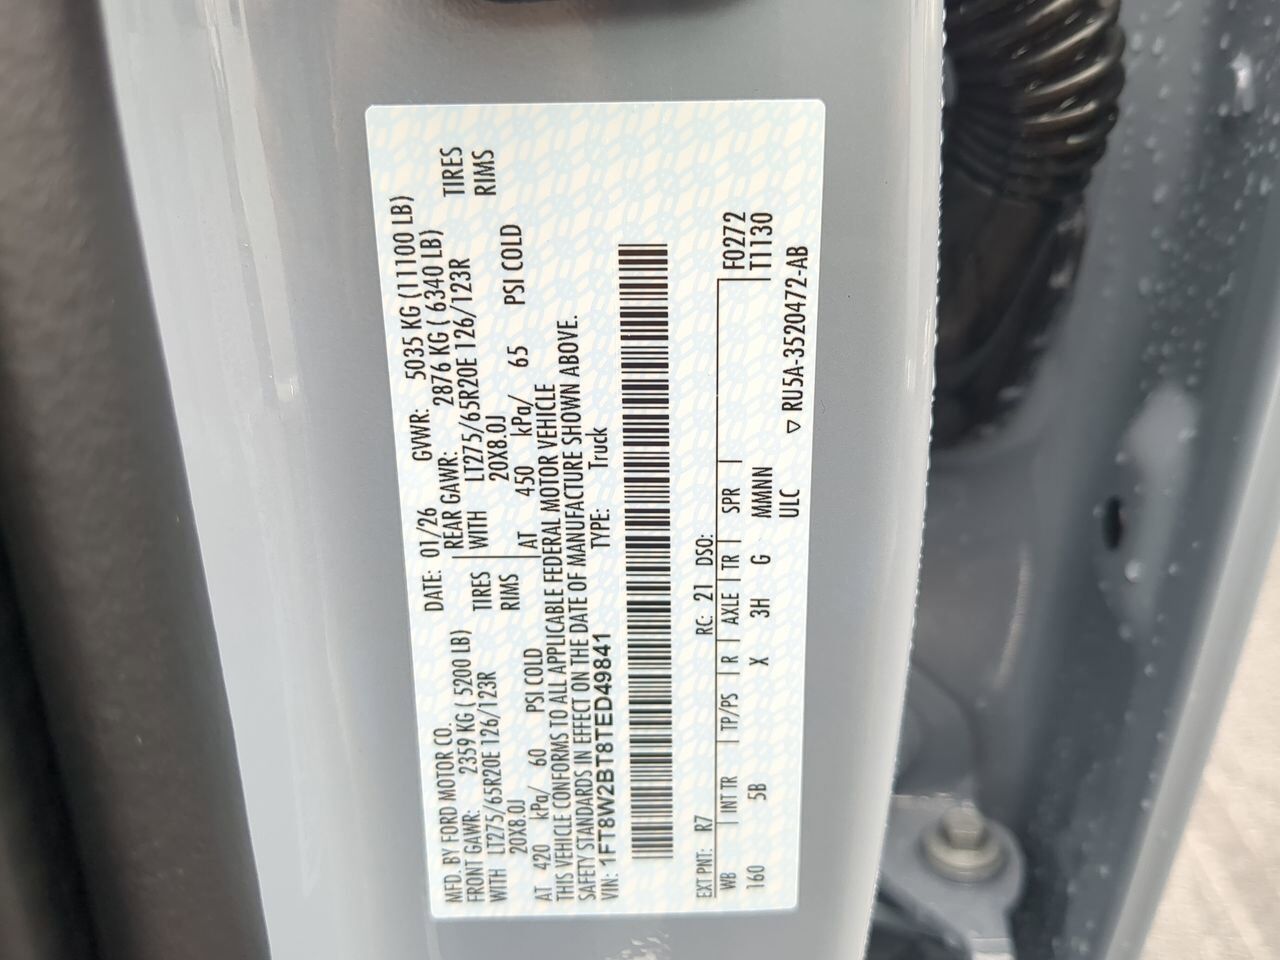 MFD. BY FORD MOTOR CO. DATE: 01/26 GVWR: 5035 KG (11100 LB)
FRONT GAWR: 2359 KG ( 5200 LB) REAR GAWR: 2876 KG ( 6340 LB)
WITH LT275/65R20E 126/123R TIRES WITH LT275/65R20E 126/123R TIRES
20X8.0J RIMS 20X8.0J RIMS
AT 420 kPa/ 60 PSI COLD AT 450 kPa/ 65 PSI COLD
THIS VEHICLE CONFORMS TO ALL APPLICABLE FEDERAL MOTOR VEHICLE
SAFETY STANDARDS IN EFFECT ON THE DATE OF MANUFACTURE SHOWN ABOVE.
VIN: 1FT8W2BT8TED49841 TYPE: Truck
EXT PNT: R7 RC: 21 DSO:
WB INT TR TP/PS R AXLE TR SPR F0272
160 5B X 3H G MMMNN T1130
ULC ▽ RU5A-3520472-AB